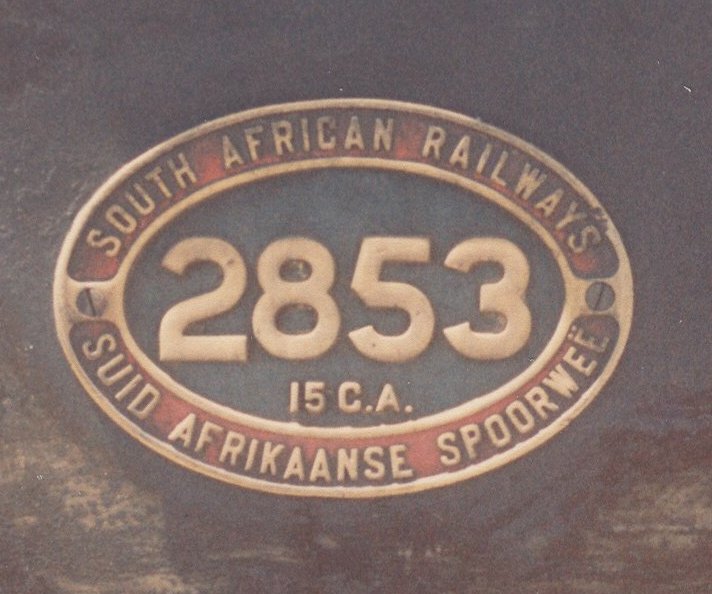 SOUTH AFRICAN RAILWAYS
2853
15 C.A.
SUID AFRIKAANSE SPOORWEË